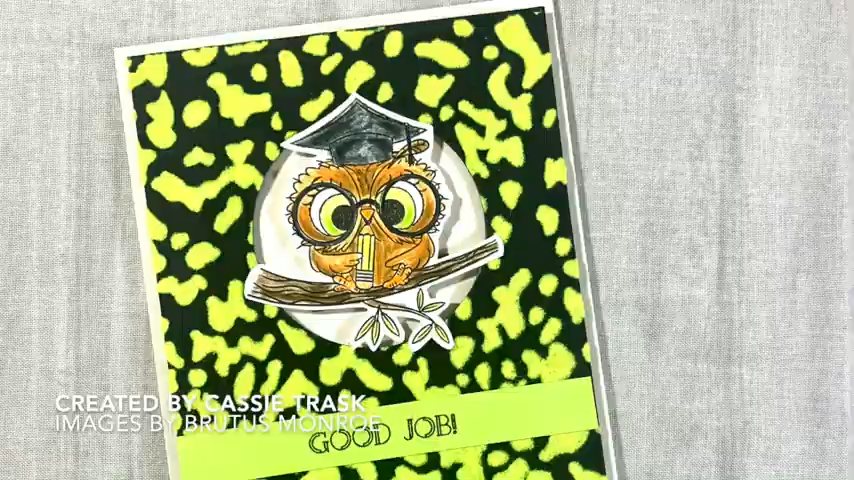 CREATED BY CASSIE TRASK
IMAGES BY BRUTUS MONROE
GOOD JOB!